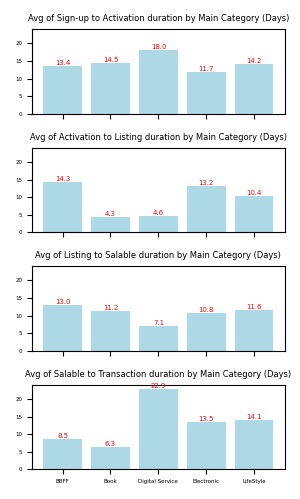 Avg of Sign-up to Activation duration by Main Category (Days)
20
15
10
5
0
13.4 14.5 18.0 11.7 14.2
Avg of Activation to Listing duration by Main Category (Days)
20
15
10
5
0
14.3 4.3 4.6 13.2 10.4
Avg of Listing to Salable duration by Main Category (Days)
20
15
10
5
0
13.0 11.2 7.1 10.8 11.6
Avg of Salable to Transaction duration by Main Category (Days)
20
15
10
5
0
8.5 6.3 22.9 13.5 14.1
BBFF Book Digital Service Electronic LifeStyle